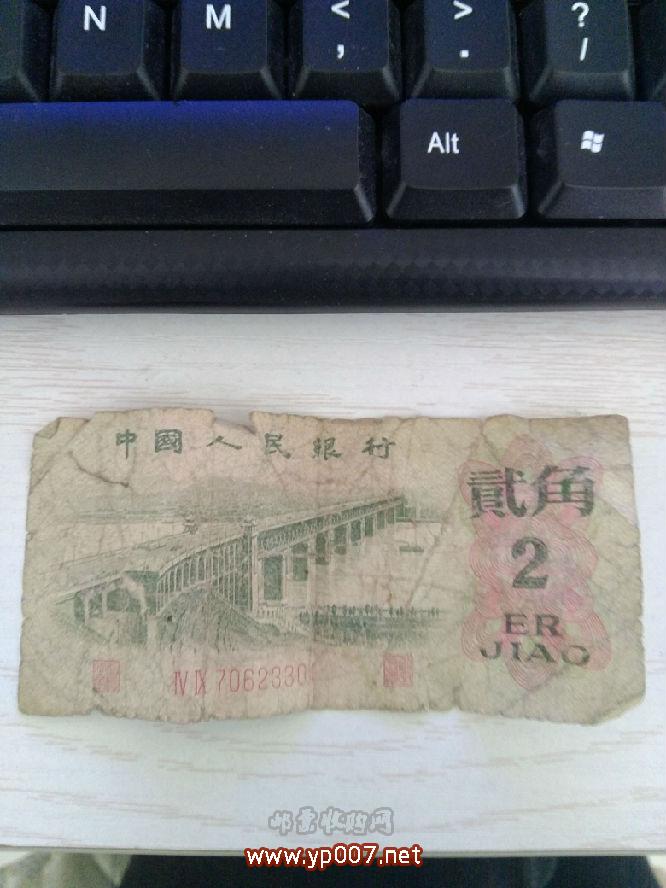 N M < , > . ? /
Alt
中國人民銀行
貳角
2
ER
JIAO
IV IX 7062330
邮票收购网
www.yp007.net